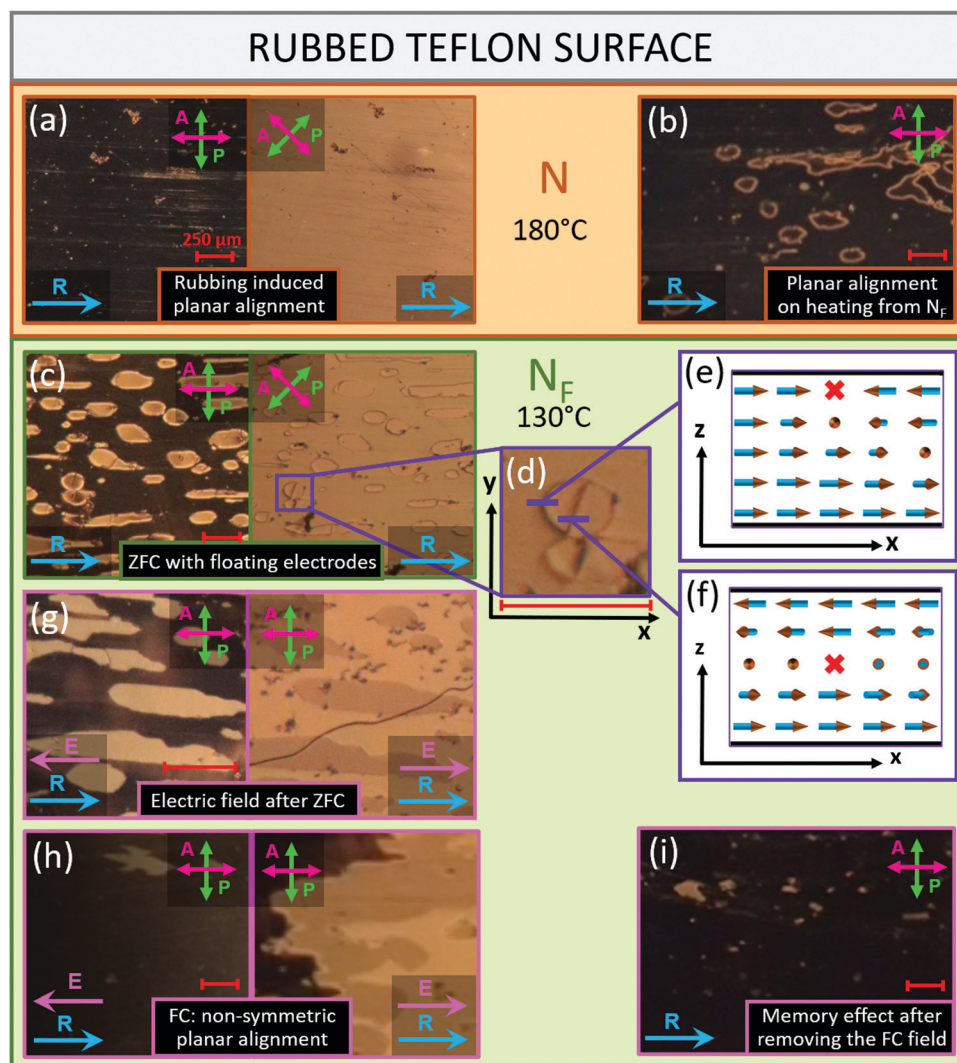 RUBBED TEFLON SURFACE
(a)
A
P
A
P
250 µm
R
R
Rubbing induced
planar alignment
N
180°C
(b)
A
P
R
Planar alignment
on heating from NF
(c)
A
P
A
P
R
R
ZFC with floating electrodes
NF
130°C
(d)
y
x
(e)
z
x
(f)
z
x
(g)
A
P
A
P
E
R
E
R
Electric field after ZFC
(h)
A
P
A
P
E
R
E
R
FC: non-symmetric
planar alignment
(i)
A
P
R
Memory effect after
removing the FC field